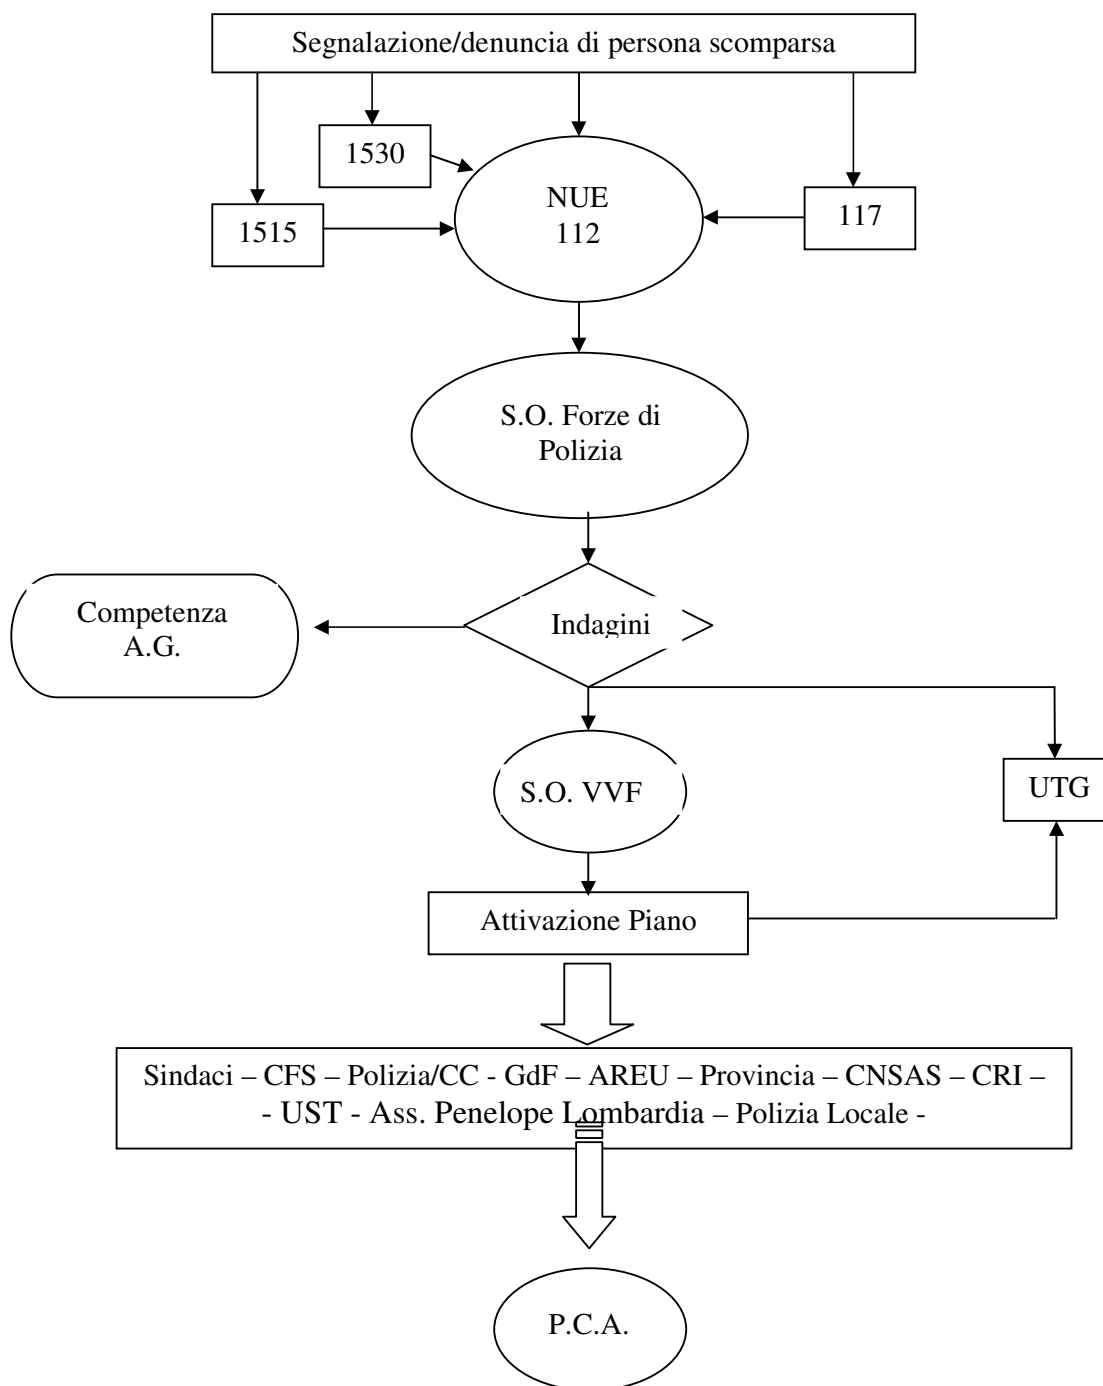 Segnalazione/denuncia di persona scomparsa
1530
NUE
112
117
1515
S.O. Forze di
Polizia
Competenza
A.G.
Indagini
S.O. VVF
UTG
Attivazione Piano
Sindaci – CFS – Polizia/CC - GdF – AREU – Provincia – CNSAS – CRI –
- UST - Ass. Penelope Lombardia – Polizia Locale -
P.C.A.